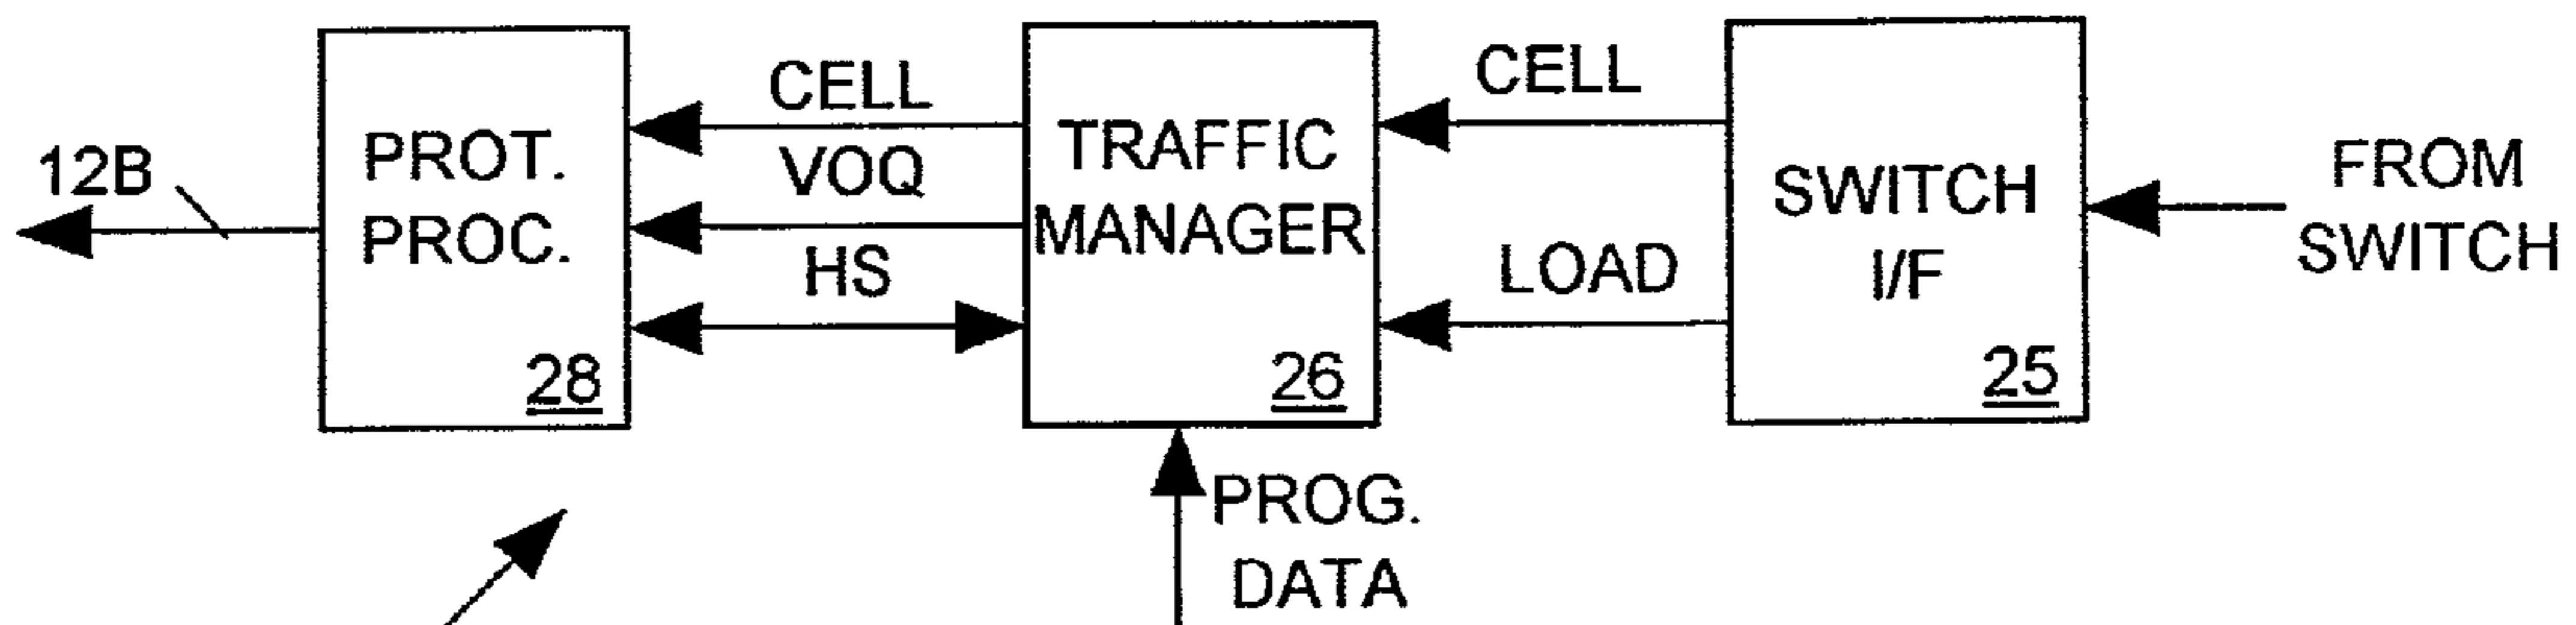 12B
PROT.
PROC.
28
CELL
VOQ
HS
TRAFFIC
MANAGER
26
PROG.
DATA
CELL
LOAD
SWITCH
I/F
25
FROM
SWITCH